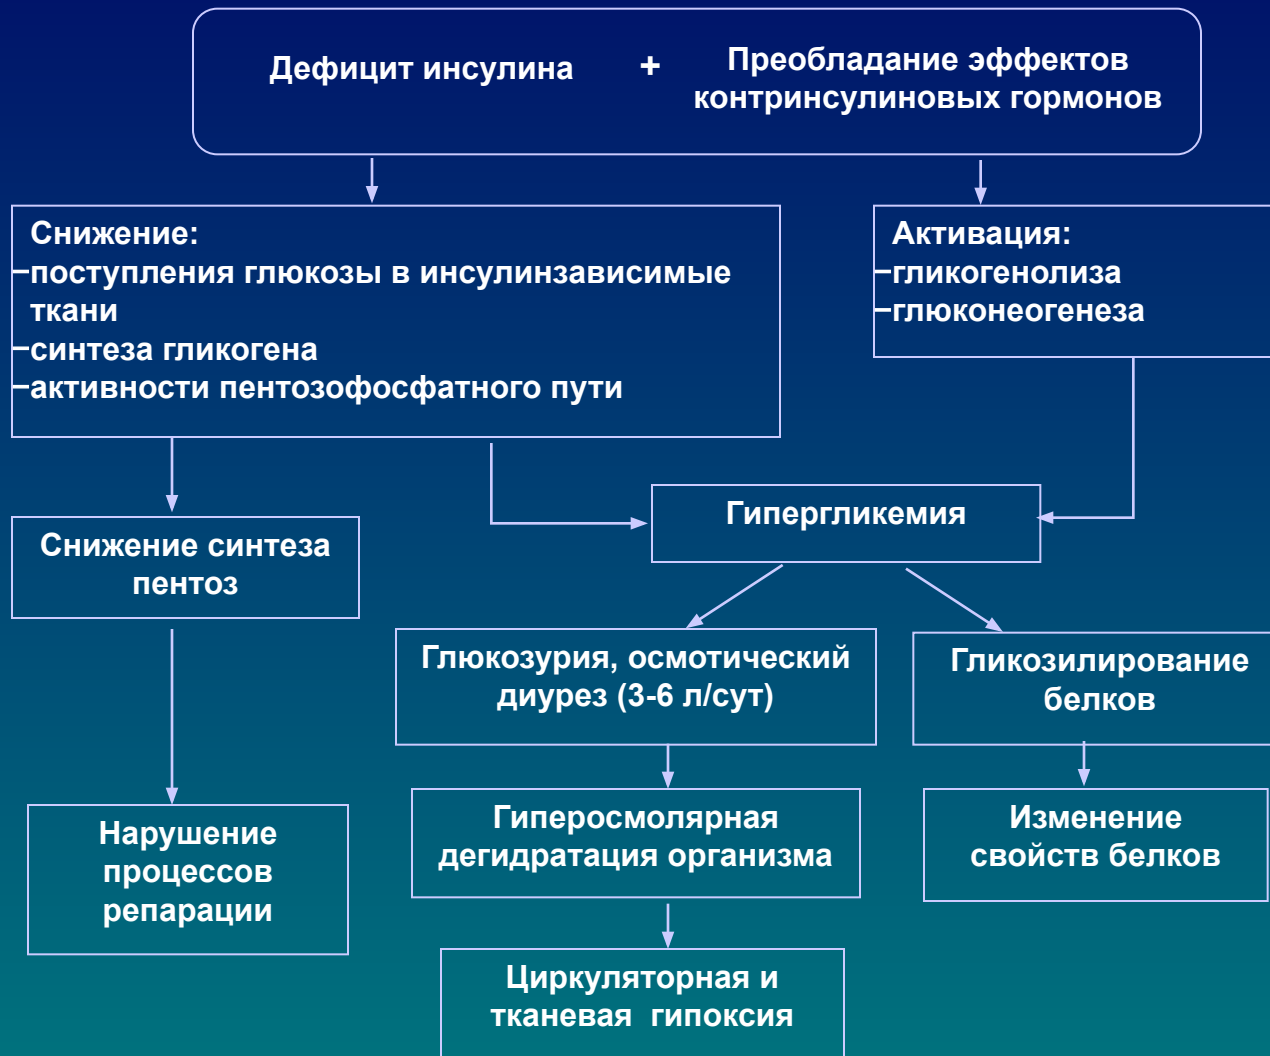 Дефицит инсулина + Преобладание эффектов
контринсулиновых гормонов
Снижение:
–поступления глюкозы в инсулинзависимые
ткани
–синтеза гликогена
–активности пентозофосфатного пути
Активация:
–гликогенолиза
–глюконеогенеза
Гипергликемия
Снижение синтеза
пентоз
Глюкозурия, осмотический
диурез (3-6 л/сут)
Гликозилирование
белков
Нарушение
процессов
репарации
Гиперосмолярная
дегидратация организма
Изменение
свойств белков
Циркуляторная и
тканевая гипоксия